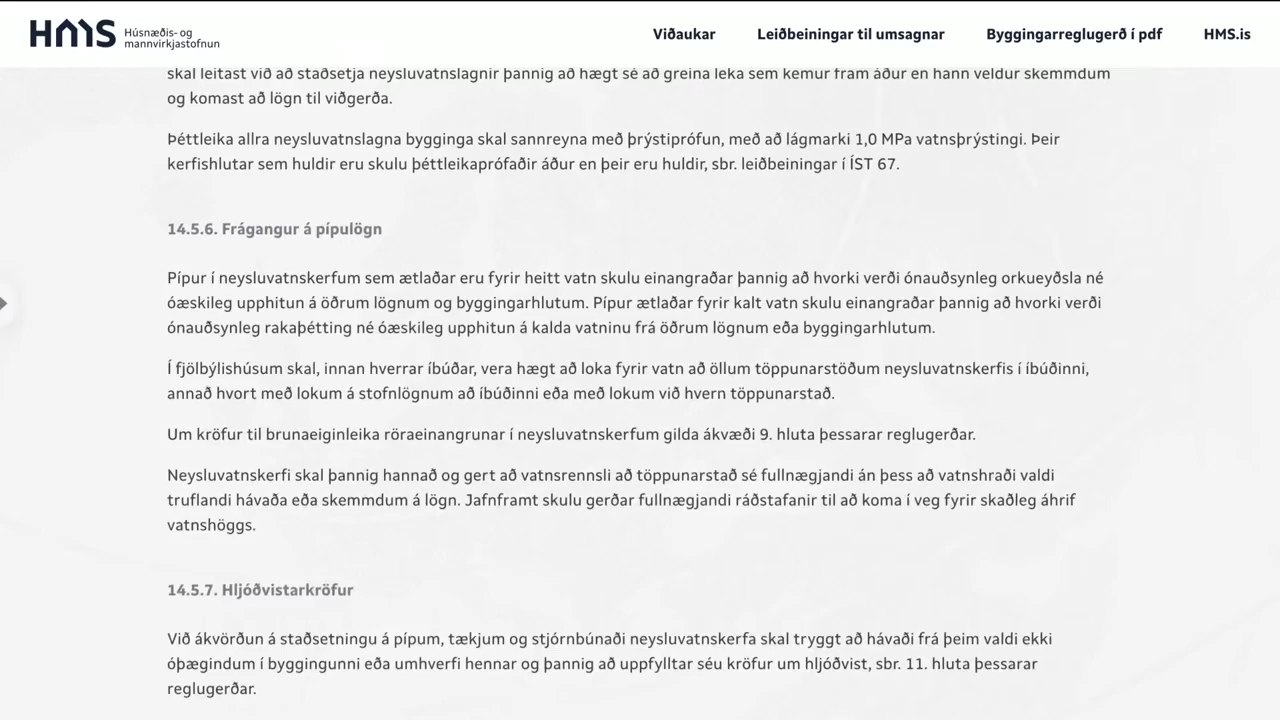 HMS Húsnæðis- og
mannvirkjastofnun
Viðaukar Leiðbeiningar til umsagnar Byggingarreglugerð í pdf HMS.is
skal leitast við að staðsetja neysluvatnslagnir þannig að hægt sé að greina leka sem kemur fram áður en hann veldur skemmdum
og komast að lögn til viðgerða.
Þéttleika allra neysluvatnslagna bygginga skal sannreyna með þrýstiprófun, með að lágmarki 1,0 MPa vatnsþrýstingi. Þeir
kerfishlutar sem huldir eru skulu þéttleikaprófaðir áður en þeir eru huldir, sbr. leiðbeiningar í ÍST 67.
14.5.6. Frágangur á pípulögn
Pípur í neysluvatnskerfum sem ætlaðar eru fyrir heitt vatn skulu einangraðar þannig að hvorki verði ónauðsynleg orkueyðsla né
óæskileg upphitun á öðrum lögnum og byggingarhlutum. Pípur ætlaðar fyrir kalt vatn skulu einangraðar þannig að hvorki verði
ónauðsynleg rakaþétting né óæskileg upphitun á kalda vatninu frá öðrum lögnum eða byggingarhlutum.
Í fjölbýlishúsum skal, innan hverrar íbúðar, vera hægt að loka fyrir vatn að öllum töppunarstöðum neysluvatnskerfis í íbúðinni,
annað hvort með lokum á stofnlögnum að íbúðinni eða með lokum við hvern töppunarstað.
Um kröfur til brunaeiginleika röraeinangrunar í neysluvatnskerfum gilda ákvæði 9. hluta þessarar reglugerðar.
Neysluvatnskerfi skal þannig hannað og gert að vatnsrennsli að töppunarstað sé fullnægjandi án þess að vatnshraði valdi
truflandi hávaða eða skemmdum á lögn. Jafnframt skulu gerðar fullnægjandi ráðstafanir til að koma í veg fyrir skaðleg áhrif
vatnshöggs.
14.5.7. Hljóðvistarkröfur
Við ákvörðun á staðsetningu á pípum, tækjum og stjórnbúnaði neysluvatnskerfa skal tryggt að hávaði frá þeim valdi ekki
óþægindum í byggingunni eða umhverfi hennar og þannig að uppfylltar séu kröfur um hljóðvist, sbr. 11. hluta þessarar
reglugerðar.